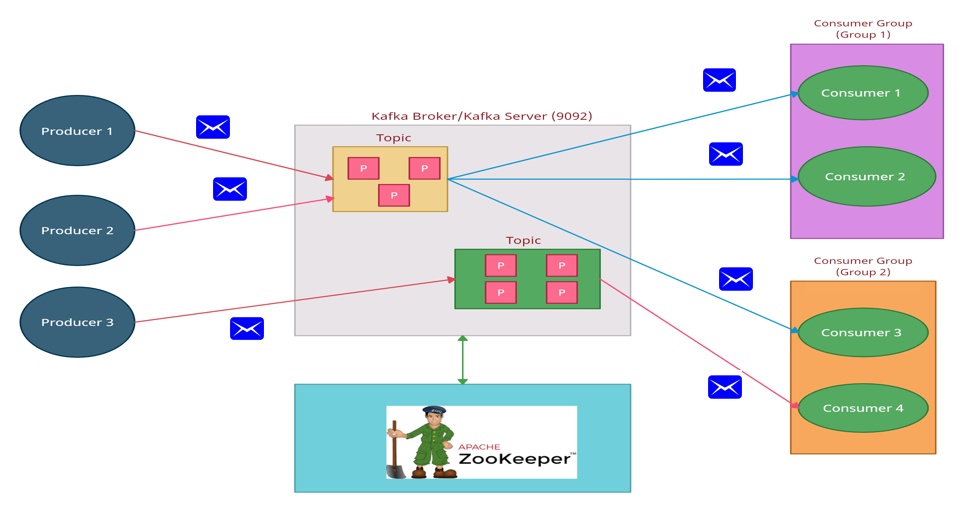 Consumer Group
(Group 1)
Consumer 1
Kafka Broker/Kafka Server (9092)
Topic
Producer 1
P
P
P
Consumer 2
Producer 2
Topic
P
P
P
P
Consumer Group
(Group 2)
Producer 3
Consumer 3
Consumer 4
APACHE
ZooKeeper™